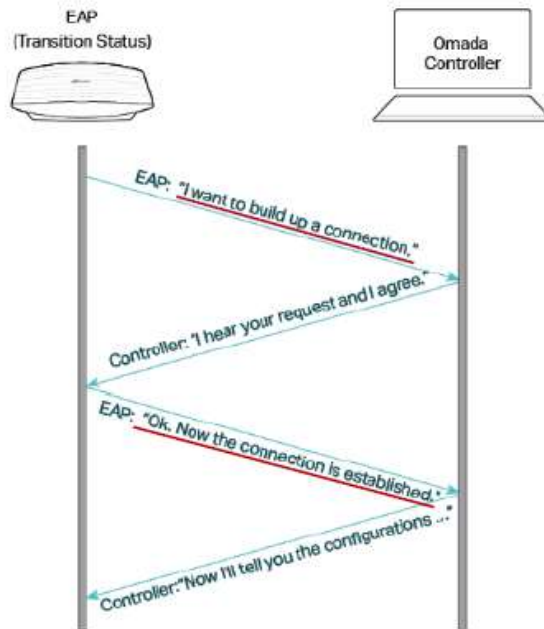 EAP
(Transition Status)
Omada
Controller
EAP: "I want to build up a connection."
Controller: "I hear your request and I agree."
EAP: "Ok. Now the connection is established."
Controller:"Now I'll tell you the configurations ..."